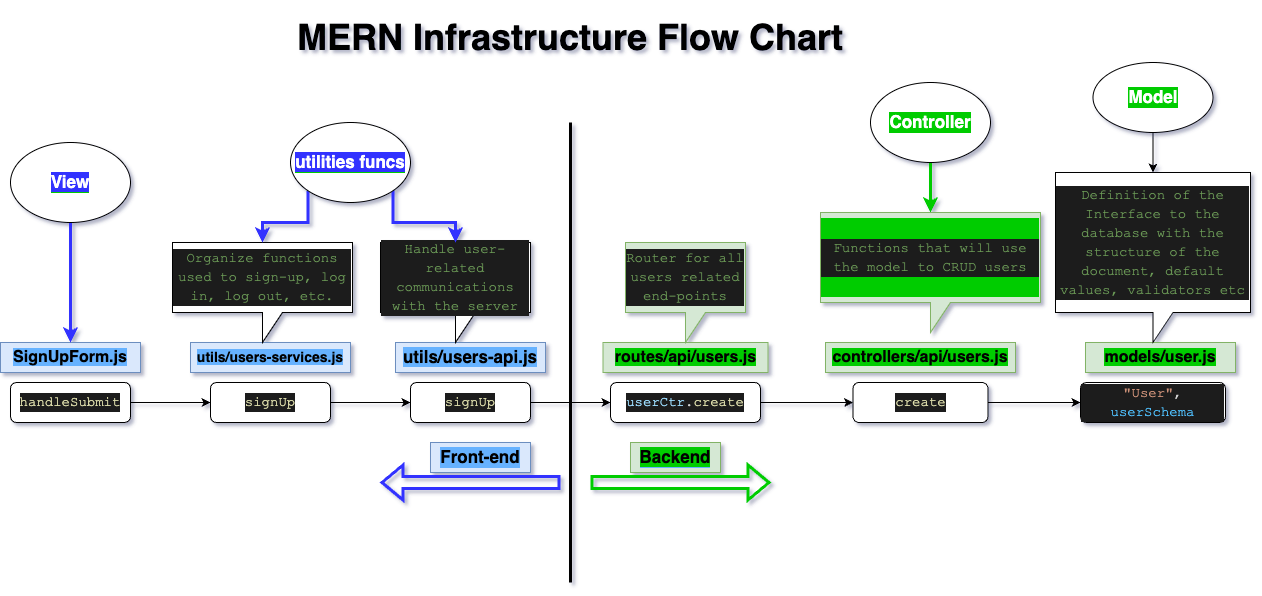 MERN Infrastructure Flow Chart
View
utilities funcs
Controller
Model
Organize functions
used to sign-up, log
in, log out, etc.
Handle user-
related
communications
with the server
Router for all
users related
end-points
Functions that will use
the model to CRUD users
Definition of the
Interface to the
database with the
structure of the
document, default
values, validators etc
SignUpForm.js
utils/users-services.js
utils/users-api.js
routes/api/users.js
controllers/api/users.js
models/user.js
handleSubmit
signUp
signUp
userCtr.create
create
"User",
userSchema
Front-end
Backend